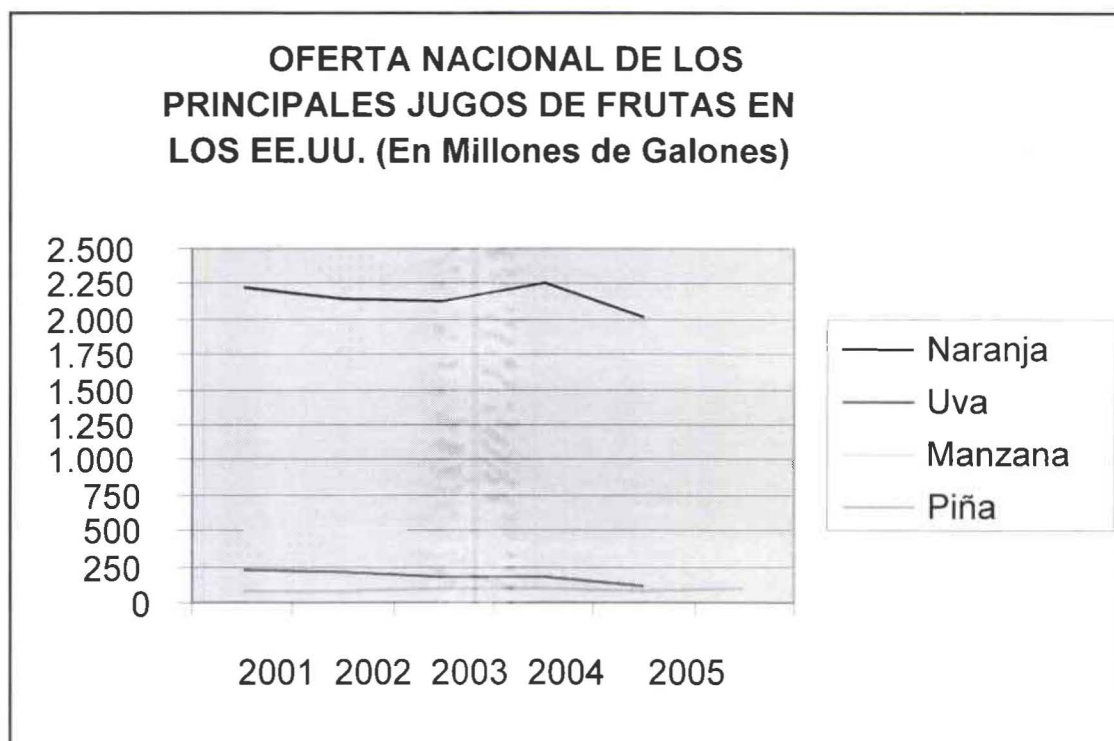 OFERTA NACIONAL DE LOS
PRINCIPALES JUGOS DE FRUTAS EN
LOS EE.UU. (En Millones de Galones)
2.500
2.250
2.000
1.750
1.500
1.250
1.000
750
500
250
0
2001 2002 2003 2004 2005
Naranja
Uva
Manzana
Piña